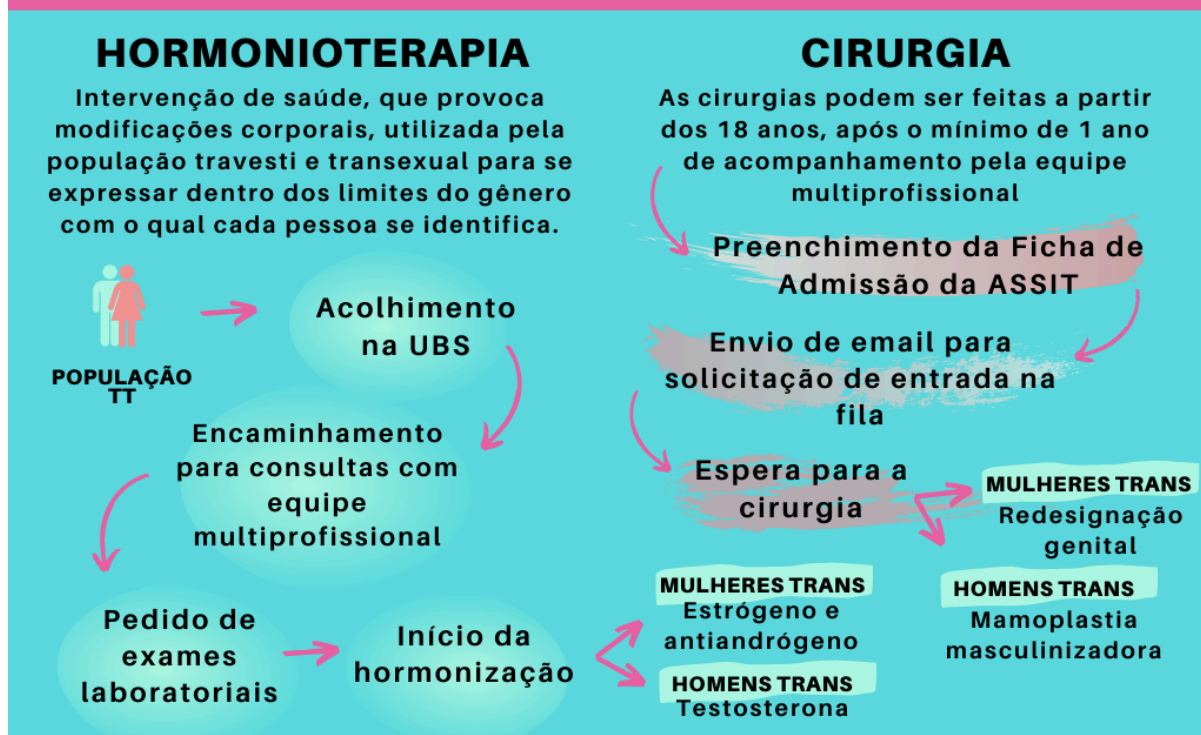 HORMONIOTERAPIA
Intervenção de saúde, que provoca
modificações corporais, utilizada pela
população travesti e transexual para se
expressar dentro dos limites do gênero
com o qual cada pessoa se identifica.
POPULAÇÃO
TT
Acolhimento
na UBS
Encaminhamento
para consultas com
equipe
multiprofissional
Pedido de
exames
laboratoriais
Início da
hormonização
MULHERES TRANS
Estrógeno e
antiandrógeno
HOMENS TRANS
Testosterona
CIRURGIA
As cirurgias podem ser feitas a partir
dos 18 anos, após o mínimo de 1 ano
de acompanhamento pela equipe
multiprofissional
Preenchimento da Ficha de
Admissão da ASSIT
Envio de email para
solicitação de entrada na
fila
Espera para a
cirurgia
MULHERES TRANS
Redesignação
genital
HOMENS TRANS
Mamoplastia
masculinizadora